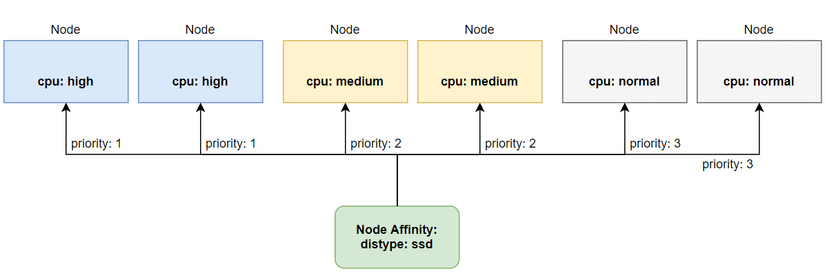 Node
Node
Node
Node
Node
Node
cpu: high
cpu: high
cpu: medium
cpu: medium
cpu: normal
cpu: normal
priority: 1
priority: 1
priority: 2
priority: 2
priority: 3
priority: 3
Node Affinity:
distype: ssd